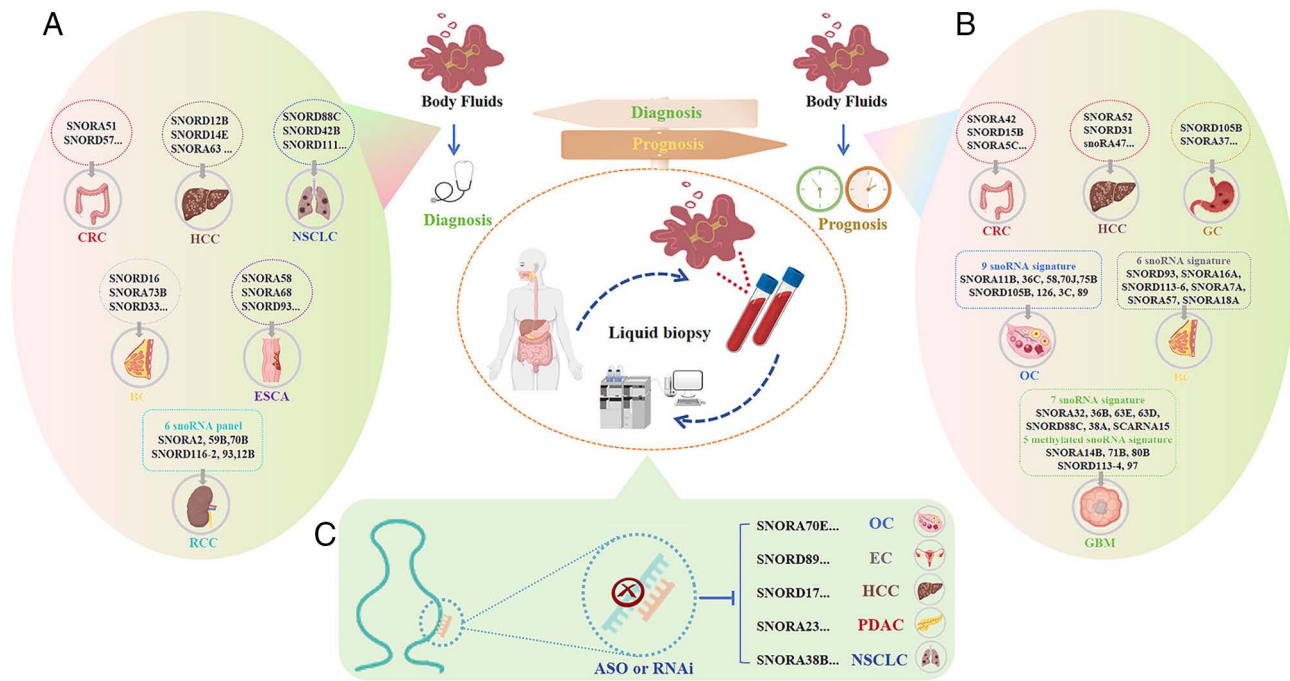 A
SNORA51
SNORD57...
CRC
SNORD12B
SNORD14E
SNORA63 ...
HCC
SNORD88C
SNORD42B
SNORD111...
NSCLC
SNORD16
SNORA73B
SNORD33...
BC
SNORA58
SNORA68
SNORD93...
ESCA
6 snoRNA panel
SNORA2, 59B,70B
SNORD116-2, 93,12B
RCC
Body Fluids
Diagnosis
Diagnosis
Prognosis
Liquid biopsy
Body Fluids
Prognosis
B
SNORA42
SNORD15B
SNORA5C...
CRC
SNORA52
SNORD31
snoRA47...
HCC
SNORD105B
SNORA37...
GC
9 snoRNA signature
SNORA11B, 36C, 58,70J,75B
SNORD105B, 126, 3C, 89
OC
6 snoRNA signature
SNORD93, SNORA16A,
SNORD113-6, SNORA7A,
SNORA57, SNORA18A
BC
7 snoRNA signature
SNORA32, 36B, 63E, 63D,
SNORD88C, 38A, SCARNA15
5 methylated snoRNA signature
SNORA14B, 71B, 80B
SNORD113-4, 97
GBM
C
X
ASO or RNAi
SNORA70E... OC
SNORD89... EC
SNORD17... HCC
SNORA23... PDAC
SNORA38B... NSCLC